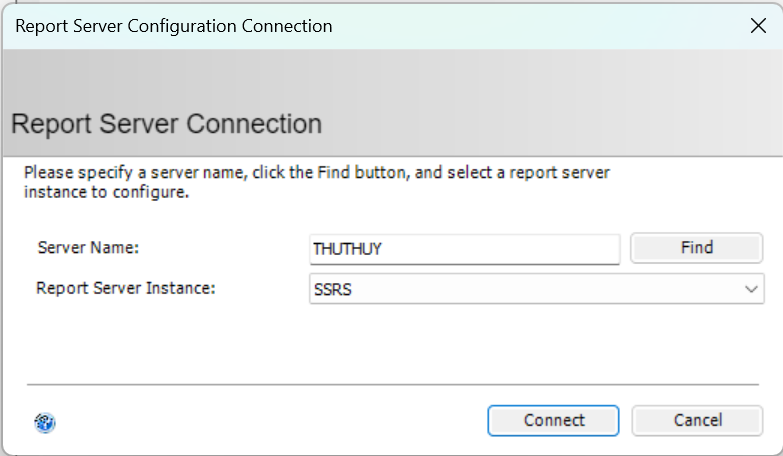 Report Server Configuration Connection
Report Server Connection
Please specify a server name, click the Find button, and select a report server
instance to configure.
Server Name: THUTHUY Find
Report Server Instance: SSRS
Connect Cancel